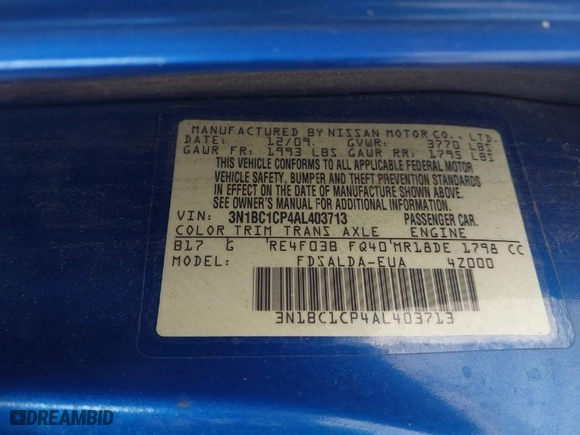 MANUFACTURED BY NISSAN MOTOR CO., LTD.
DATE: 12/09. GVWR: 3770 LBS
GAWR FR: 1993 LBS GAWR RR: 1795 LBS
THIS VEHICLE CONFORMS TO ALL APPLICABLE FEDERAL MOTOR
VEHICLE SAFETY, BUMPER AND THEFT PREVENTION STANDARDS
IN EFFECT ON THE DATE OF MANUFACTURE SHOWN ABOVE.
SEE OWNER'S MANUAL FOR ADDITIONAL INFORMATION
VIN: 3N1BC1CP4AL403713 PASSENGER CAR.
COLOR TRIM TRANS AXLE ENGINE
B17 G RE4F03B FQ40 MR18DE 1798 CC
MODEL: FDSALDA-EUA 4Z000
3N1BC1CP4AL403713
DREAMBID